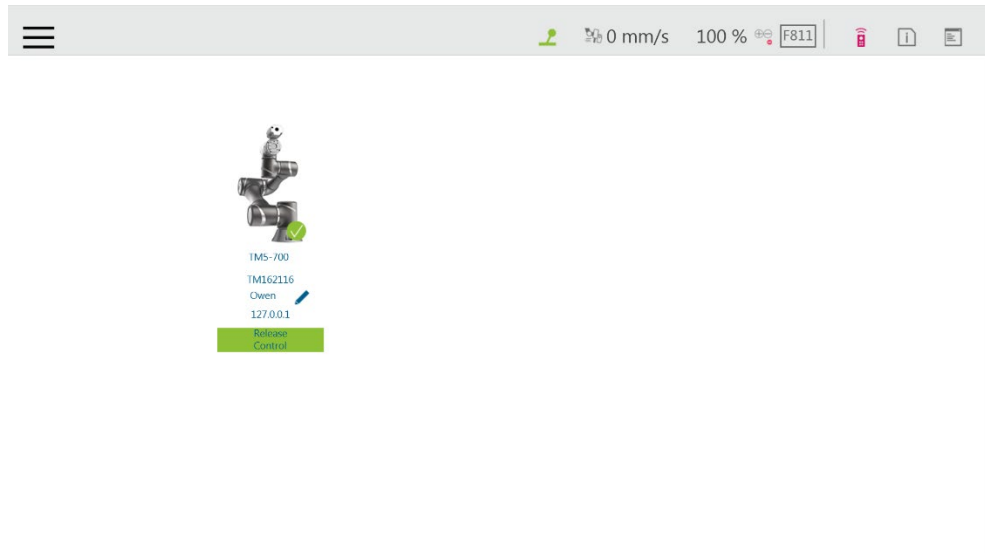 0 mm/s 100 % F811
TM5-700
TM162116
Owen
127.0.0.1
Release
Control